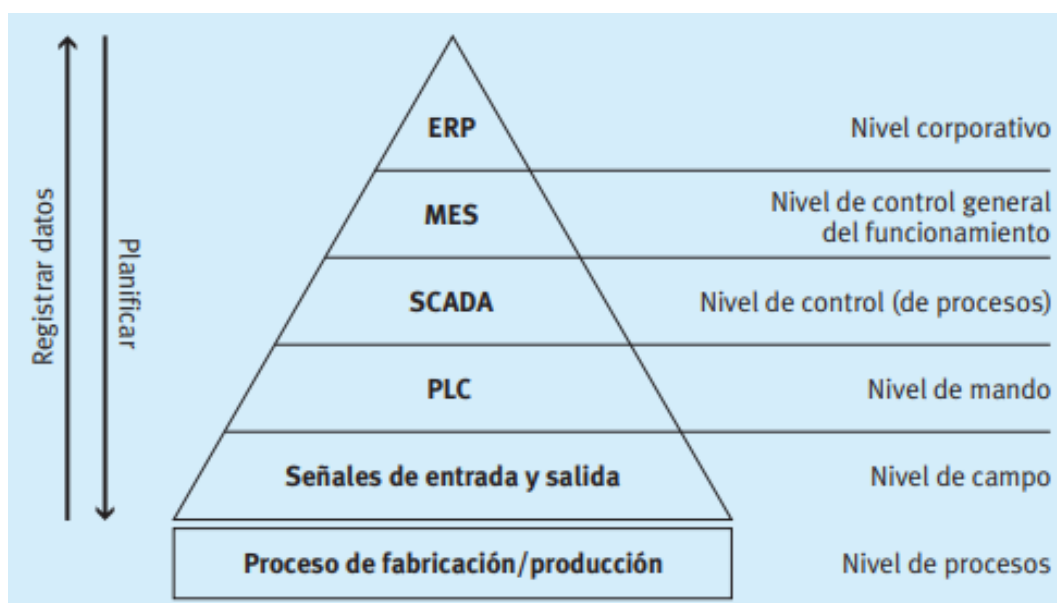 Registrar datos
Planificar
ERP
Nivel corporativo
MES
Nivel de control general
del funcionamiento
SCADA
Nivel de control (de procesos)
PLC
Nivel de mando
Señales de entrada y salida
Nivel de campo
Proceso de fabricación/producción
Nivel de procesos